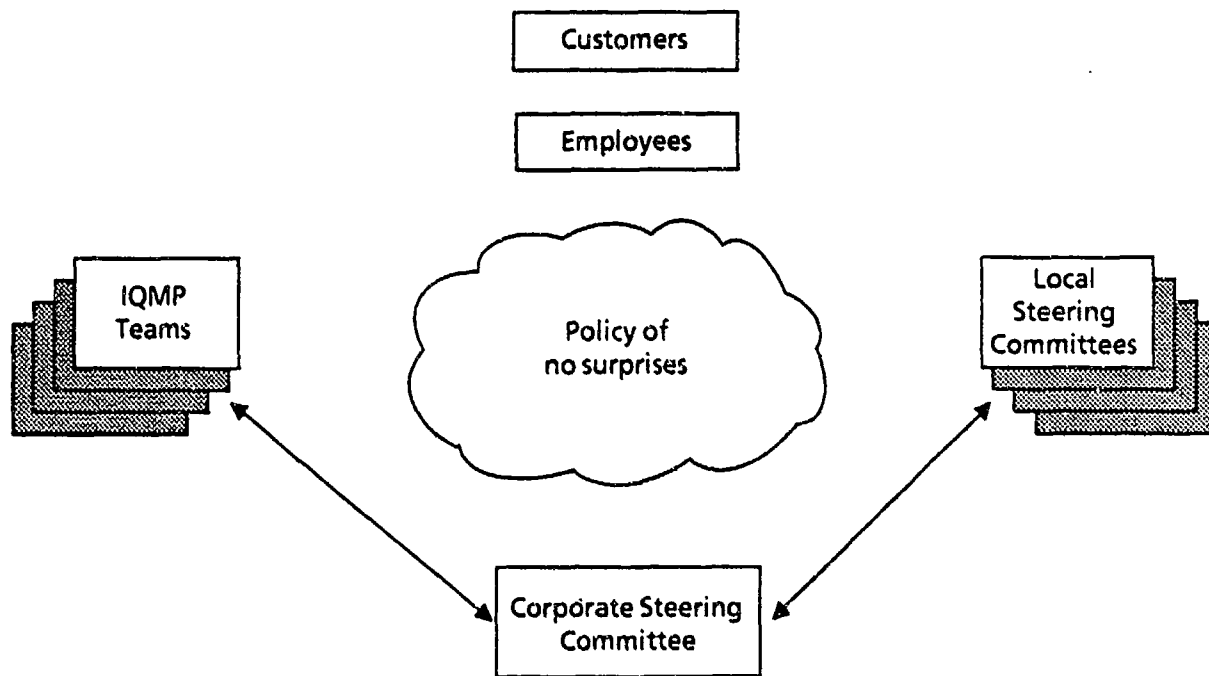 Customers
Employees
IQMP
Teams
Policy of
no surprises
Local
Steering
Committees
Corporate Steering
Committee